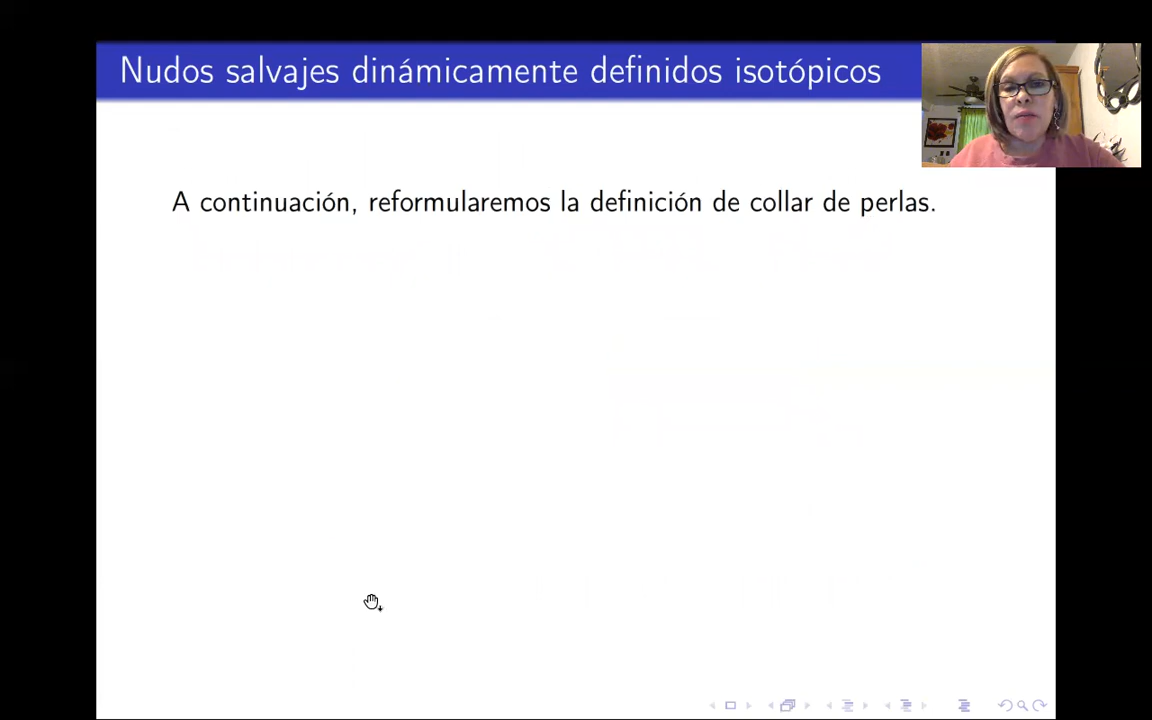 Nudos salvajes dinámicamente definidos isotópicos
A continuación, reformularemos la definición de collar de perlas.